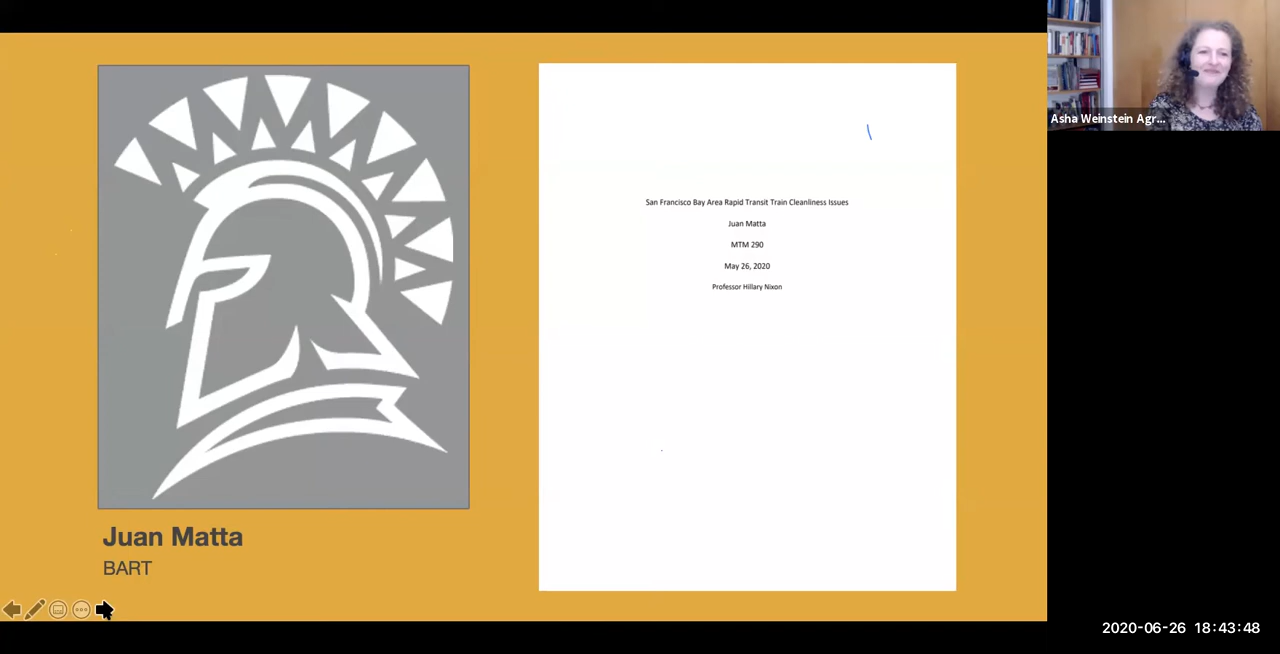 Asha Weinstein Agr...
San Francisco Bay Area Rapid Transit Train Cleanliness Issues
Juan Matta
MTM 290
May 26, 2020
Professor Hillary Nixon
Juan Matta
BART
2020-06-26 18:43:48